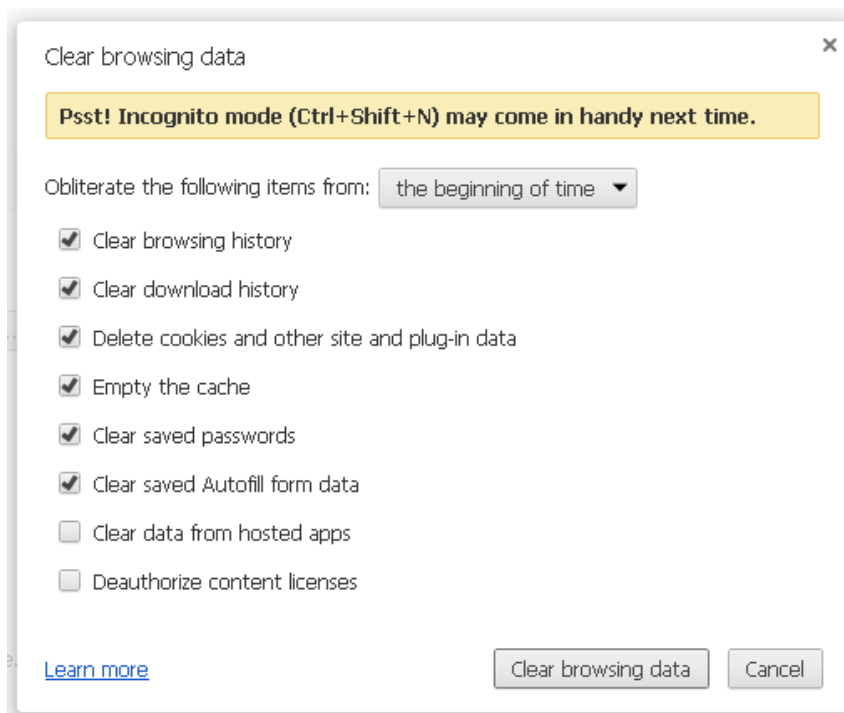 Clear browsing data
Psst! Incognito mode (Ctrl+Shift+N) may come in handy next time.
Obliterate the following items from: the beginning of time
Clear browsing history
Clear download history
Delete cookies and other site and plug-in data
Empty the cache
Clear saved passwords
Clear saved Autofill form data
Clear data from hosted apps
Deauthorize content licenses
Learn more Clear browsing data Cancel